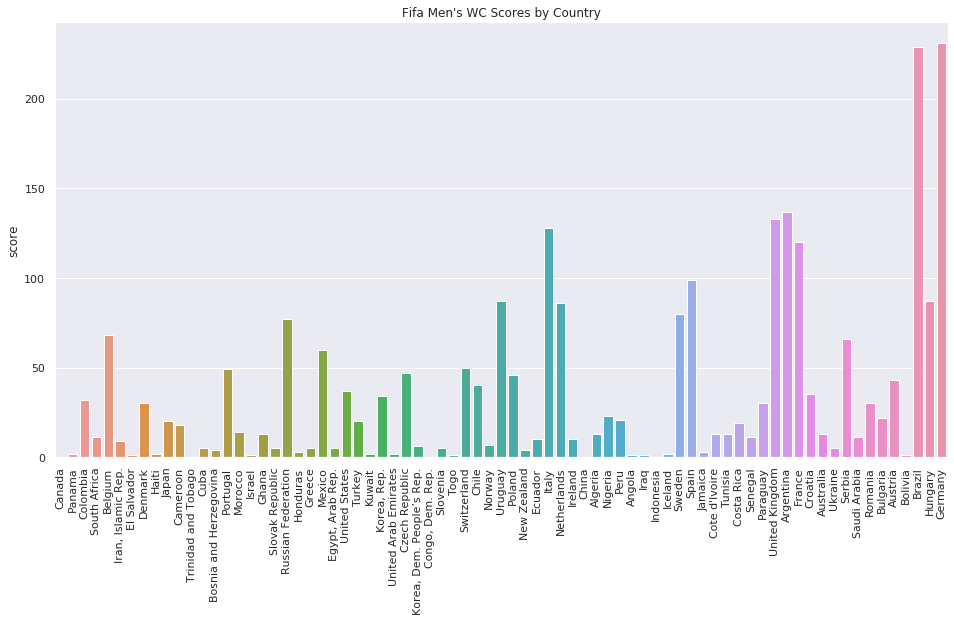 Fifa Men's WC Scores by Country
score
200
150
100
50
0
Canada
Panama
Colombia
South Africa
Belgium
Iran, Islamic Rep.
El Salvador
Denmark
Haiti
Japan
Cameroon
Trinidad and Tobago
Cuba
Bosnia and Herzegovina
Portugal
Morocco
Israel
Ghana
Slovak Republic
Russian Federation
Honduras
Greece
Mexico
Egypt, Arab Rep.
United States
Turkey
Kuwait
Korea, Rep.
United Arab Emirates
Czech Republic
Korea, Dem. People's Rep.
Congo, Dem. Rep.
Slovenia
Togo
Switzerland
Chile
Norway
Uruguay
Poland
New Zealand
Ecuador
Italy
Netherlands
Ireland
China
Algeria
Nigeria
Peru
Angola
Iraq
Indonesia
Iceland
Sweden
Spain
Jamaica
Cote d'Ivoire
Tunisia
Costa Rica
Senegal
Paraguay
United Kingdom
Argentina
France
Croatia
Australia
Ukraine
Serbia
Saudi Arabia
Romania
Bulgaria
Austria
Bolivia
Brazil
Hungary
Germany